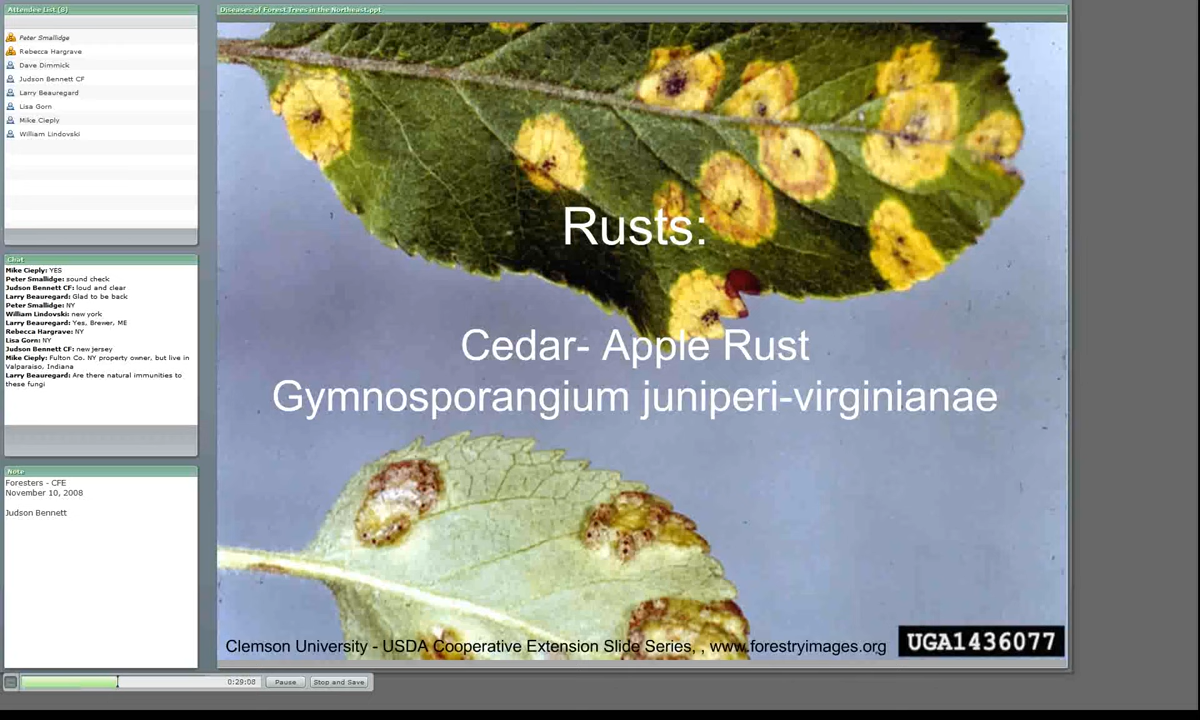 Attendee List (8)
Peter Smallidge
Rebecca Hargrave
Dave Dimmick
Judson Bennett CF
Larry Beauregard
Lisa Gorn
Mike Cieply
William Lindovski
Chat
Mike Cieply: YES
Peter Smallidge: sound check
Judson Bennett CF: loud and clear
Larry Beauregard: Glad to be back
Peter Smallidge: NY
William Lindovski: new york
Larry Beauregard: Yes, Brewer, ME
Rebecca Hargrave: NY
Lisa Gorn: NY
Judson Bennett CF: new jersey
Mike Cieply: Fulton Co. NY property owner, but live in
Valparaiso, Indiana
Larry Beauregard: Are there natural immunities to
these fungi
Note
Foresters - CFE
November 10, 2008
Judson Bennett
Diseases of Forest Trees in the Northeast.ppt
Rusts:
Cedar- Apple Rust
Gymnosporangium juniperi-virginianae
Clemson University - USDA Cooperative Extension Slide Series, , www.forestryimages.org
UGA1436077
0:29:08
Pause
Stop and Save